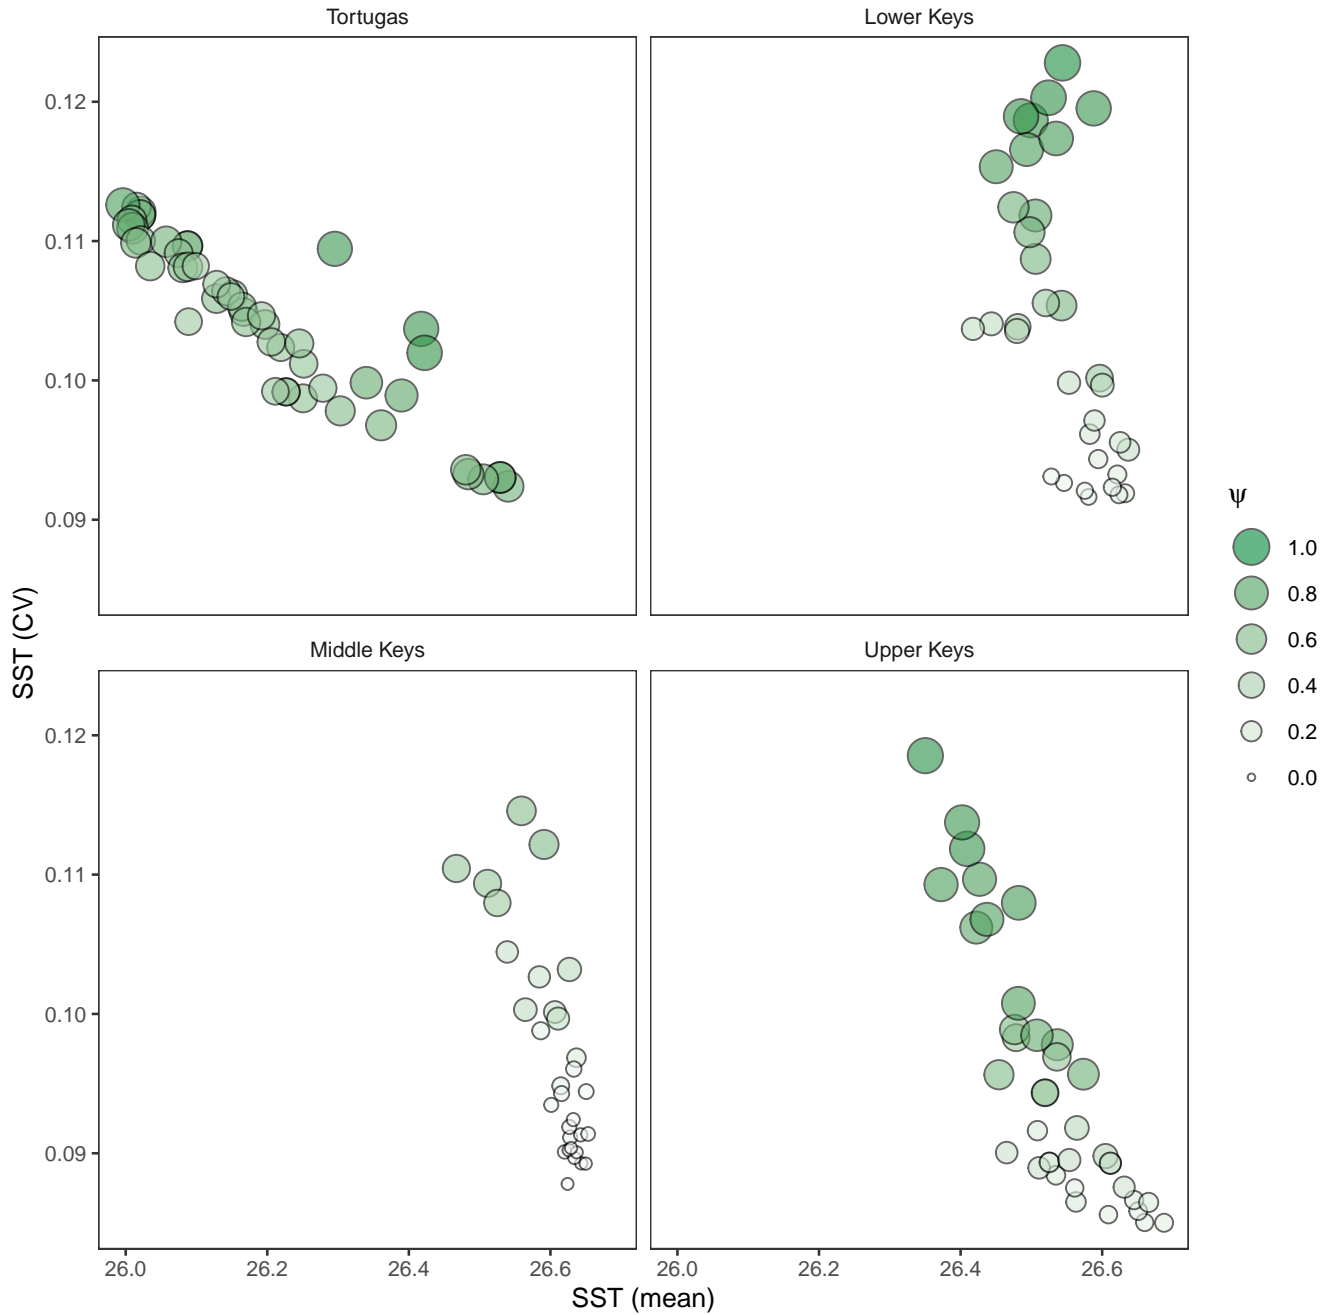 Tortugas
Lower Keys
0.12
0.11
0.10
0.09
Middle Keys
Upper Keys
0.12
0.11
0.10
0.09
26.0 26.2 26.4 26.6
26.0 26.2 26.4 26.6
SST (mean)
SST (CV)
ψ
1.0
0.8
0.6
0.4
0.2
0.0